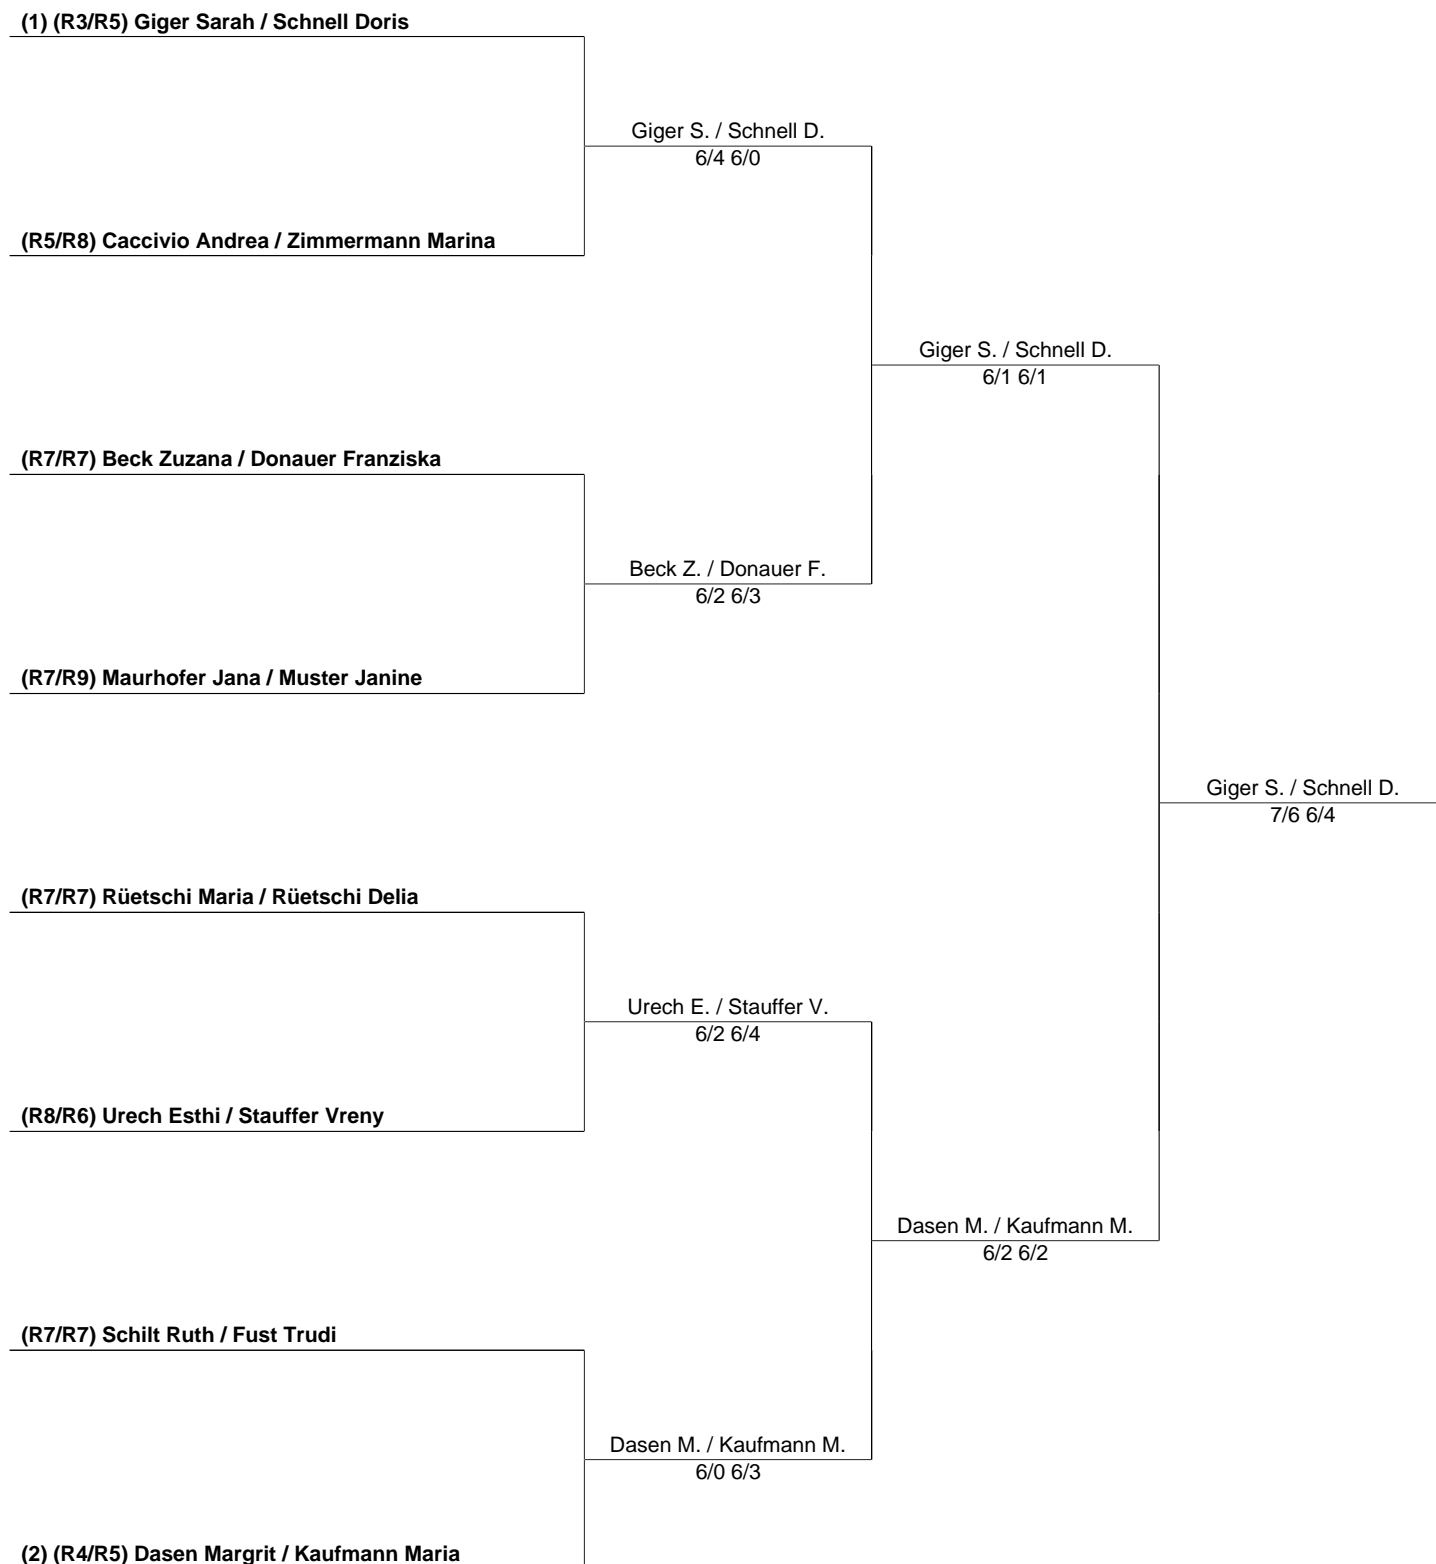 (1) (R3/R5) Giger Sarah / Schnell Doris
Giger S. / Schnell D.
6/4 6/0
(R5/R8) Caccivio Andrea / Zimmermann Marina
Giger S. / Schnell D.
6/1 6/1
(R7/R7) Beck Zuzana / Donauer Franziska
Beck Z. / Donauer F.
6/2 6/3
(R7/R9) Maurhofer Jana / Muster Janine
Giger S. / Schnell D.
7/6 6/4
(R7/R7) Rüetschi Maria / Rüetschi Delia
Urech E. / Stauffer V.
6/2 6/4
(R8/R6) Urech Esthi / Stauffer Vreny
Dasen M. / Kaufmann M.
6/2 6/2
(R7/R7) Schilt Ruth / Fust Trudi
Dasen M. / Kaufmann M.
6/0 6/3
(2) (R4/R5) Dasen Margrit / Kaufmann Maria